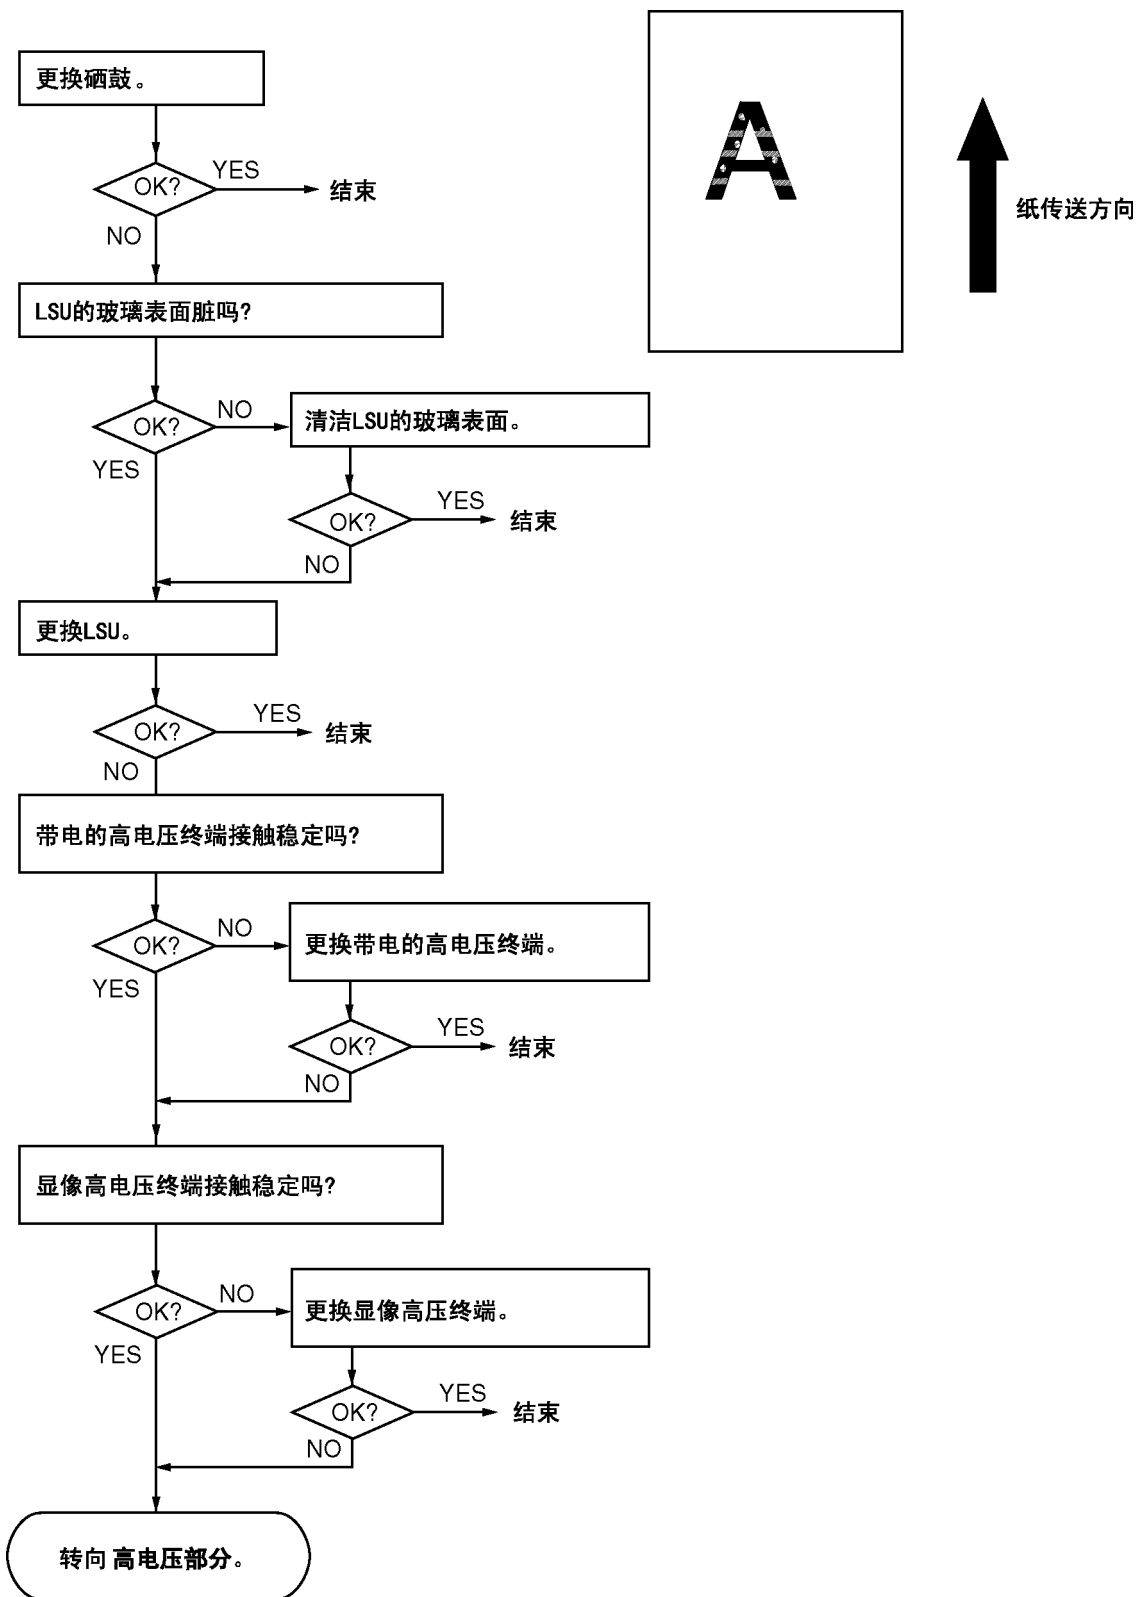 更换硒鼓。
OK?
YES
结束
NO
LSU的玻璃表面脏吗?
OK?
NO
清洁LSU的玻璃表面。
YES
OK?
YES
结束
NO
更换LSU。
OK?
YES
结束
NO
带电的高电压终端接触稳定吗?
OK?
NO
更换带电的高电压终端。
YES
OK?
YES
结束
NO
显像高电压终端接触稳定吗?
OK?
NO
更换显像高压终端。
YES
OK?
YES
结束
NO
转向 高电压部分。
A
纸传送方向